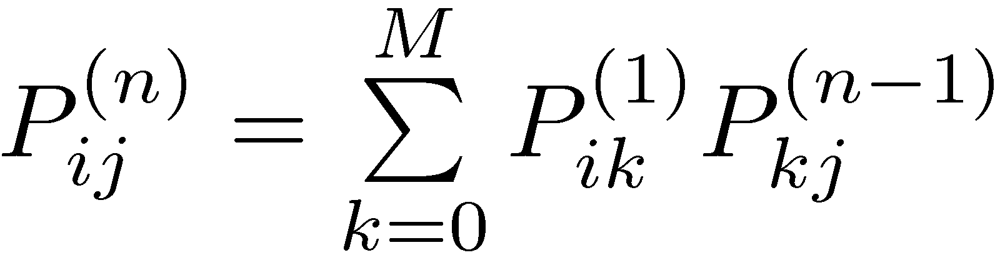 P_{ij}^{(n)} = \sum_{k=0}^{M} P_{ik}^{(1)} P_{kj}^{(n-1)}